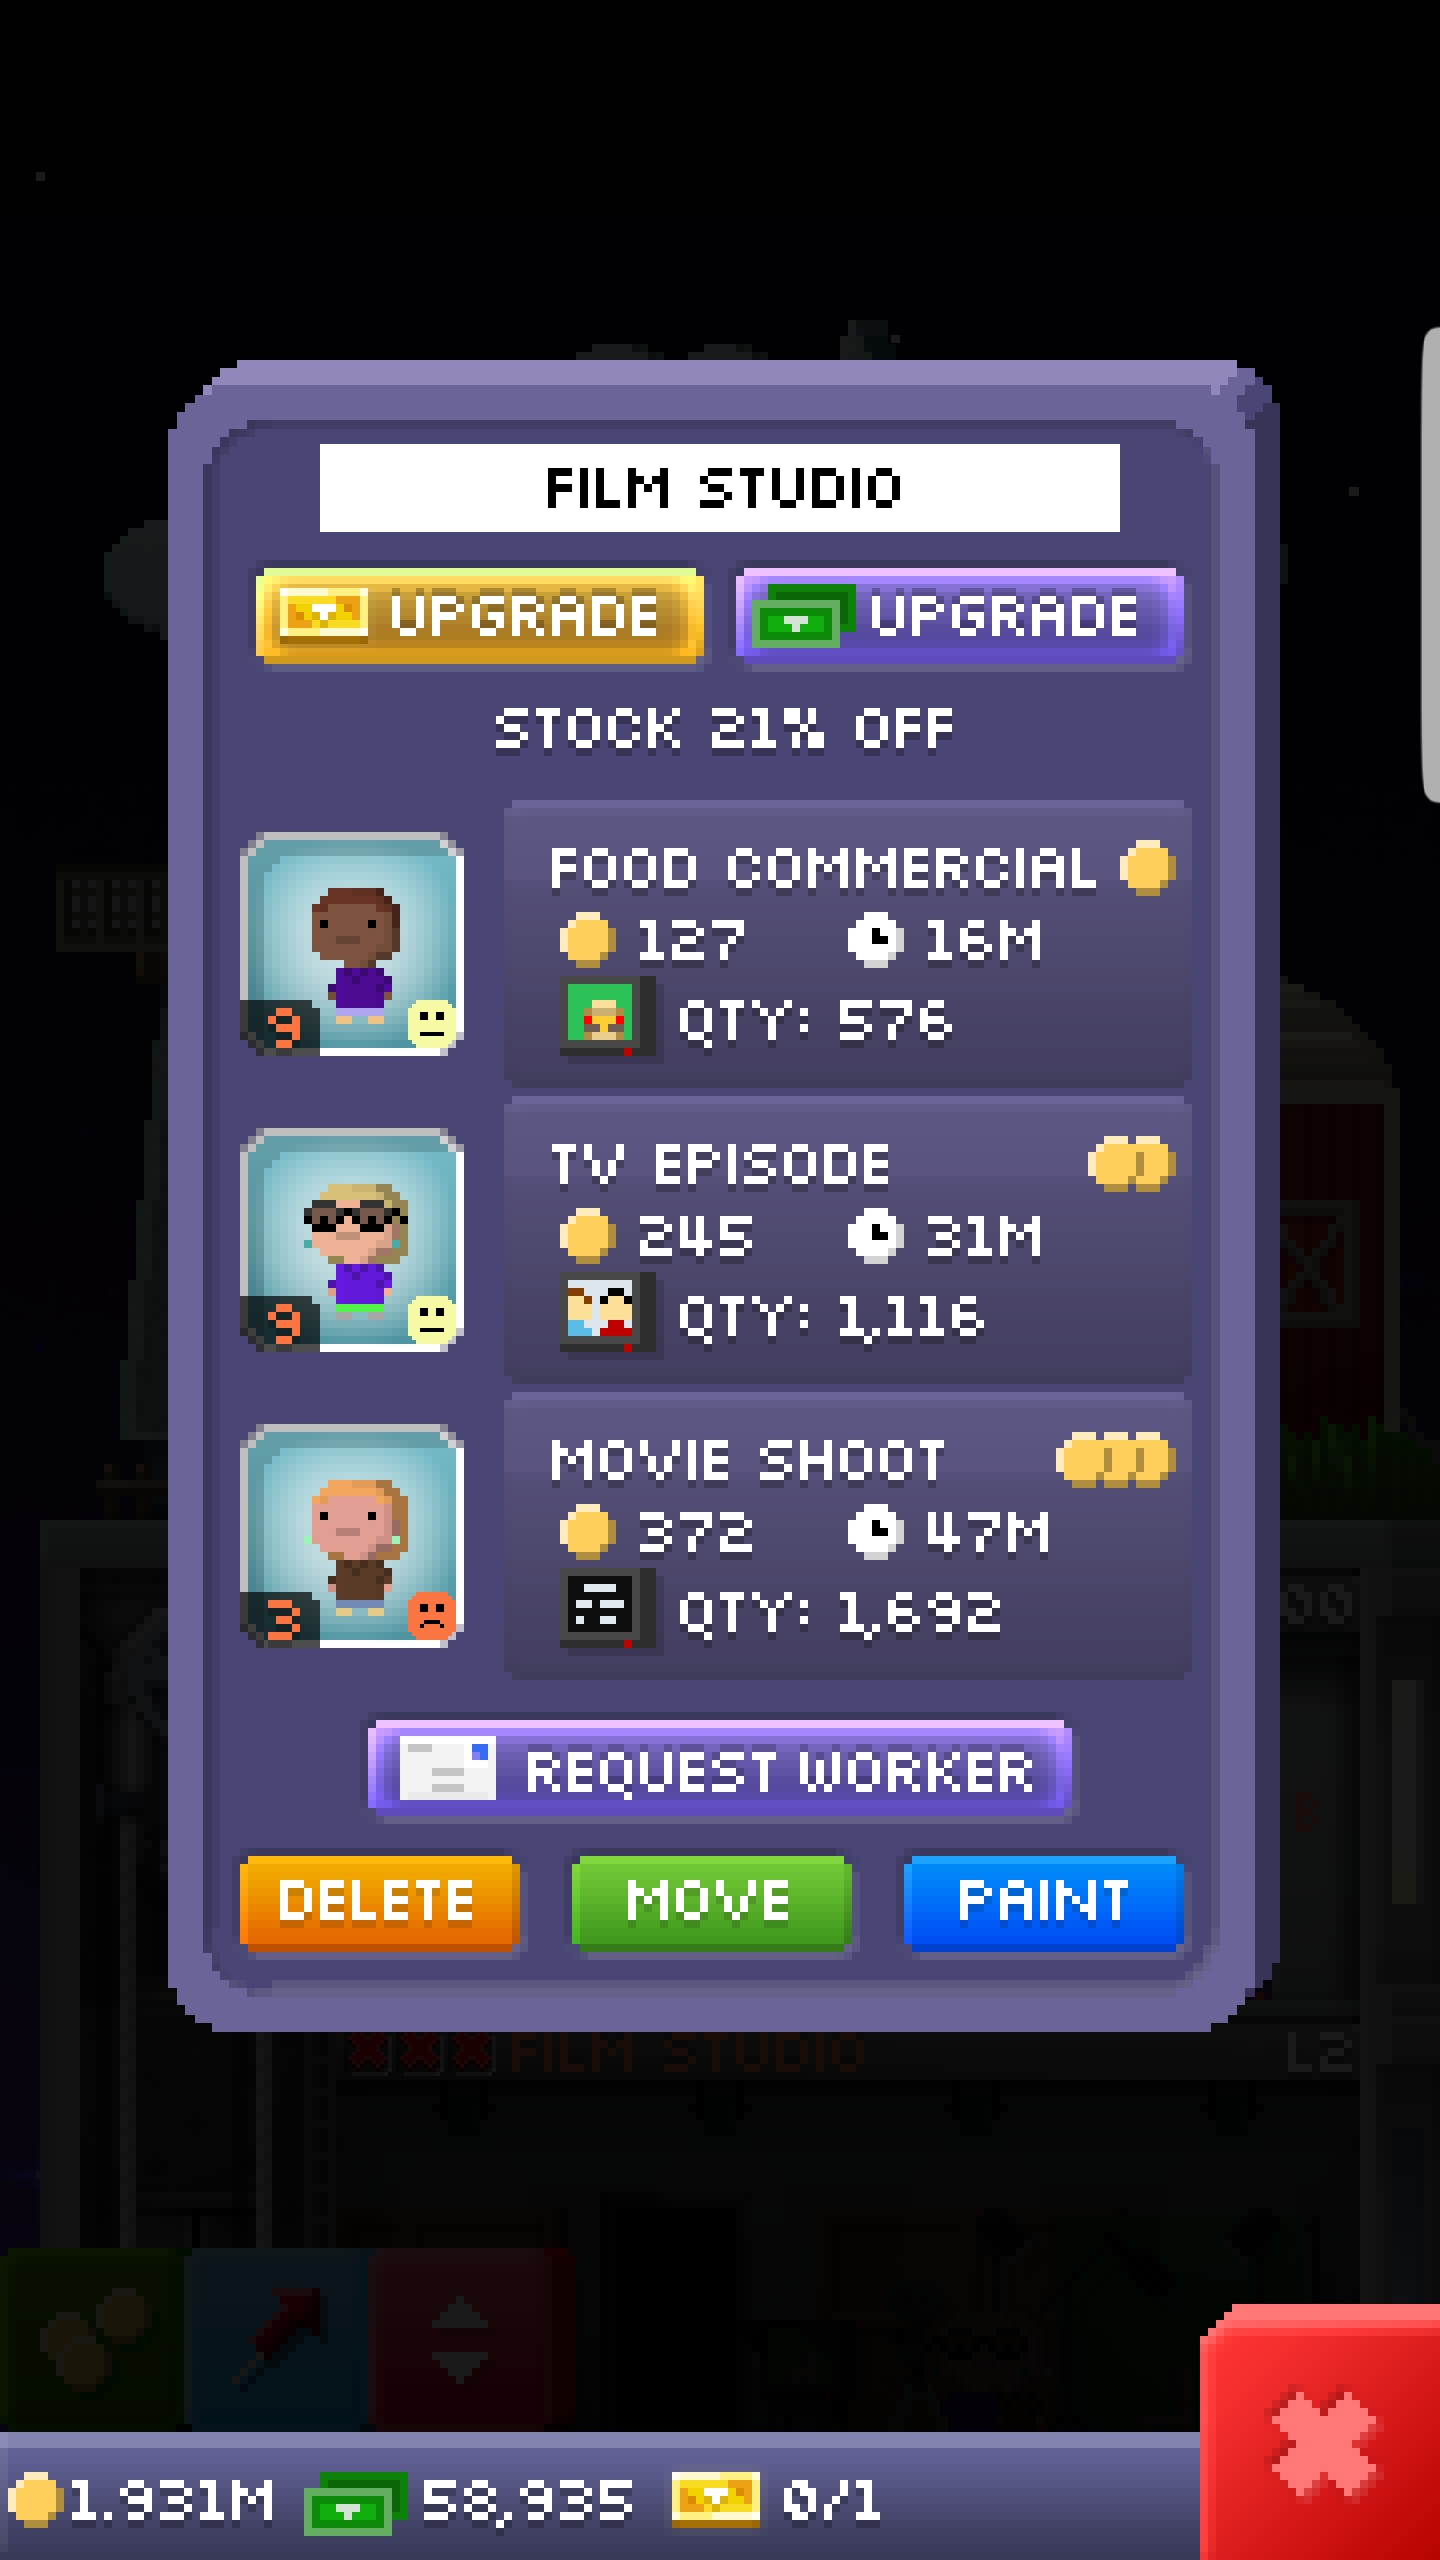 FILM STUDIO
UPGRADE UPGRADE
STOCK 21% OFF
FOOD COMMERCIAL
127 16M
9 QTY: 576
TV EPISODE
245 31M
9 QTY: 1,116
MOVIE SHOOT
372 47M
3 QTY: 1,692
REQUEST WORKER
DELETE MOVE PAINT
FILM STUDIO L2
1.931M 58,935 0/1